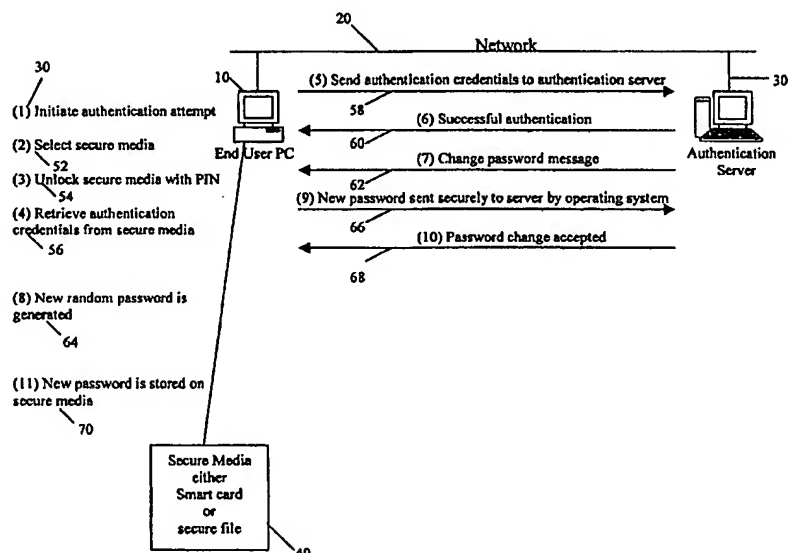 20
Network
30
10
30
(5) Send authentication credentials to authentication server
58
(1) Initiate authentication attempt
(6) Successful authentication
60
(2) Select secure media
52
End User PC
(7) Change password message
62
Authentication
Server
(3) Unlock secure media with PIN
54
(9) New password sent securely to server by operating system
66
(4) Retrieve authentication
credentials from secure media
56
(10) Password change accepted
68
(8) New random password is
generated
64
(11) New password is stored on
secure media
70
Secure Media
either
Smart card
or
secure file
40